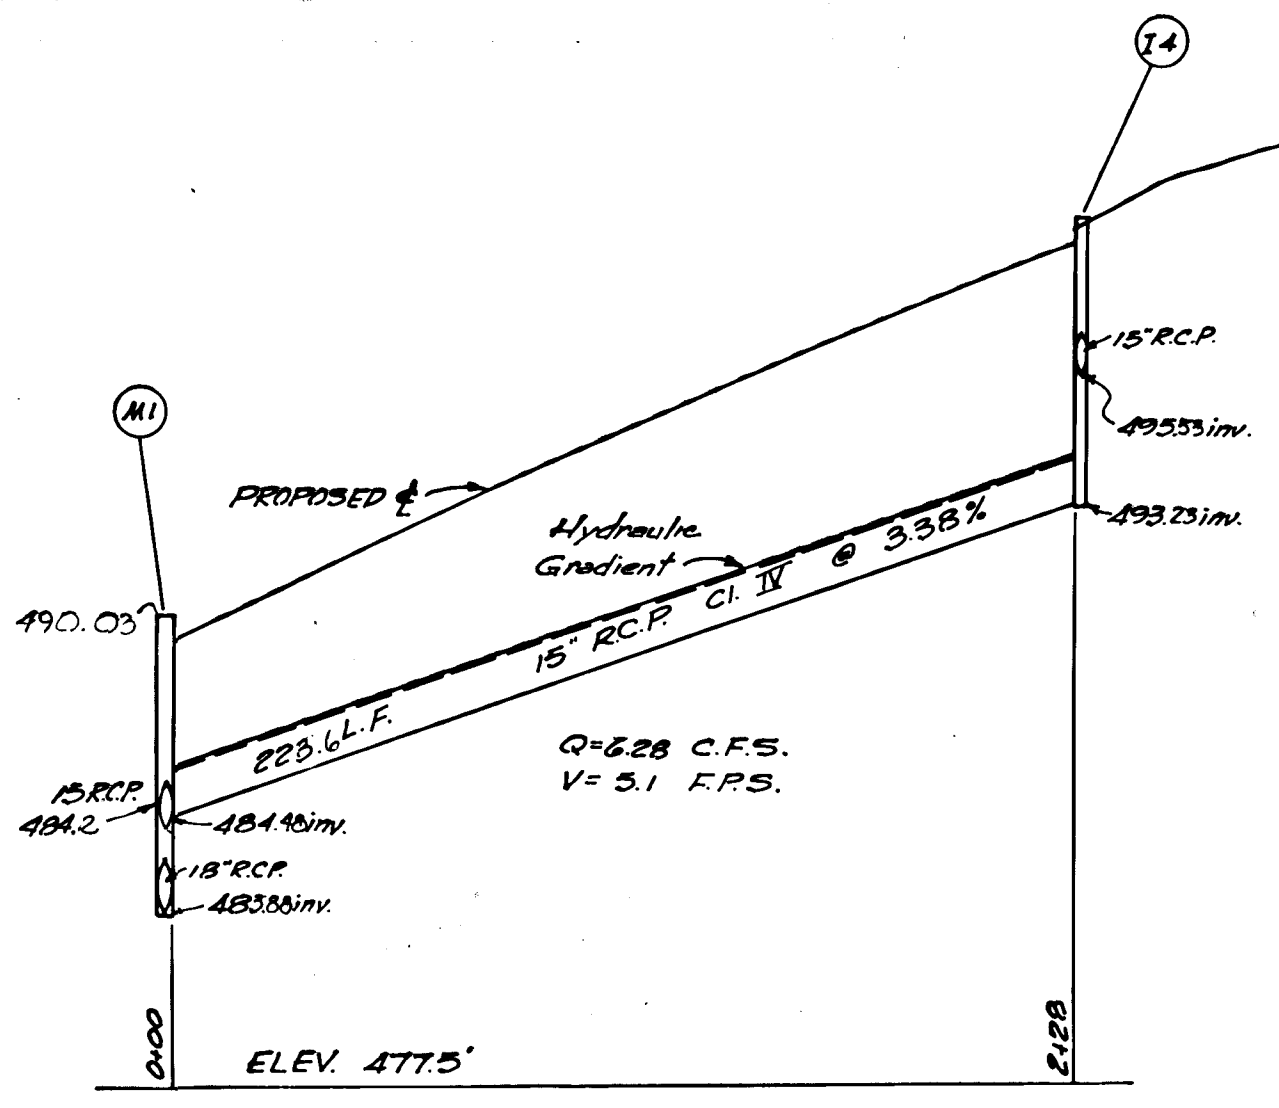 I4
15" R.C.P.
495.53 inv.
M1
PROPOSED ℄
Hydraulic
Gradient
493.23 inv.
490.03
223.6 L.F. 15" R.C.P. Cl. IV @ 3.38%
Q=6.28 C.F.S.
V= 5.1 F.P.S.
15 R.C.P.
484.2
484.48 inv.
18" R.C.P.
483.88 inv.
0+00
ELEV. 477.5'
2+28